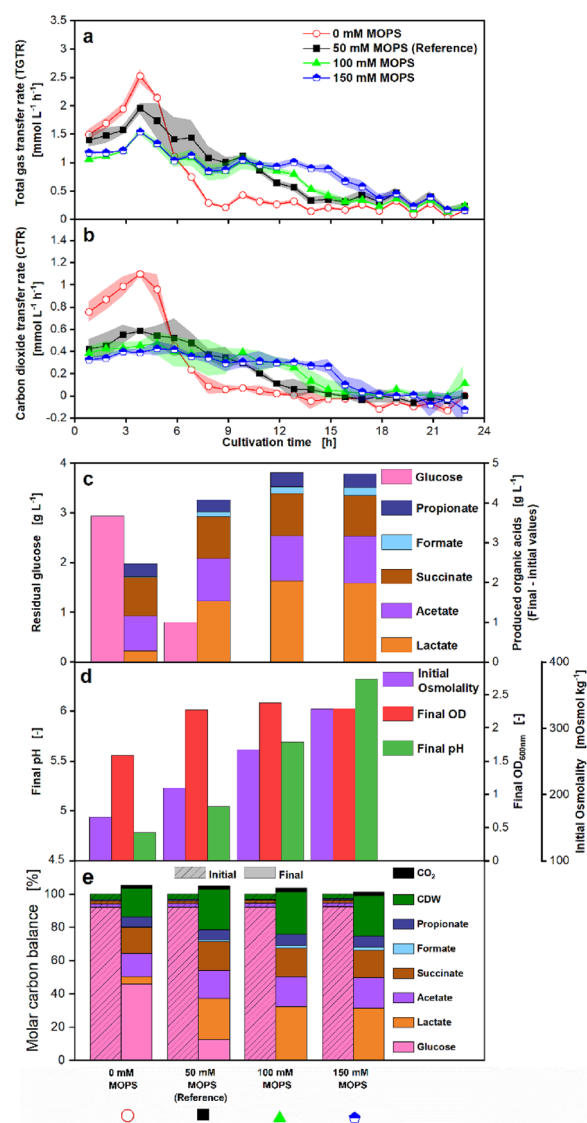 a
0 mM MOPS
50 mM MOPS (Reference)
100 mM MOPS
150 mM MOPS
Total gas transfer rate (TGTR)
[mmol L⁻¹ h⁻¹]
3.5
3
2.5
2
1.5
1
0.5
0
b
Carbon dioxide transfer rate (CTR)
[mmol L⁻¹ h⁻¹]
1.4
1.2
1
0.8
0.6
0.4
0.2
0
-0.2
0
3
6
9
12
15
18
21
24
Cultivation time [h]
c
Residual glucose [g L⁻¹]
4
3
2
1
0
Glucose
Propionate
Formate
Succinate
Acetate
Lactate
5
4
3
2
1
0
Produced organic acids [g L⁻¹]
(Final - initial values)
d
Final pH [-]
6
5.5
5
4.5
Initial
Osmolality
Final OD
Final pH
2.5
2
1.5
1
0.5
0
Final OD600nm [-]
400
300
200
100
Initial Osmolality [mOsmol kg⁻¹]
e
Initial
Final
Molar carbon balance [%]
100
80
60
40
20
0
CO₂
CDW
Propionate
Formate
Succinate
Acetate
Lactate
Glucose
0 mM
MOPS
50 mM
MOPS
(Reference)
100 mM
MOPS
150 mM
MOPS